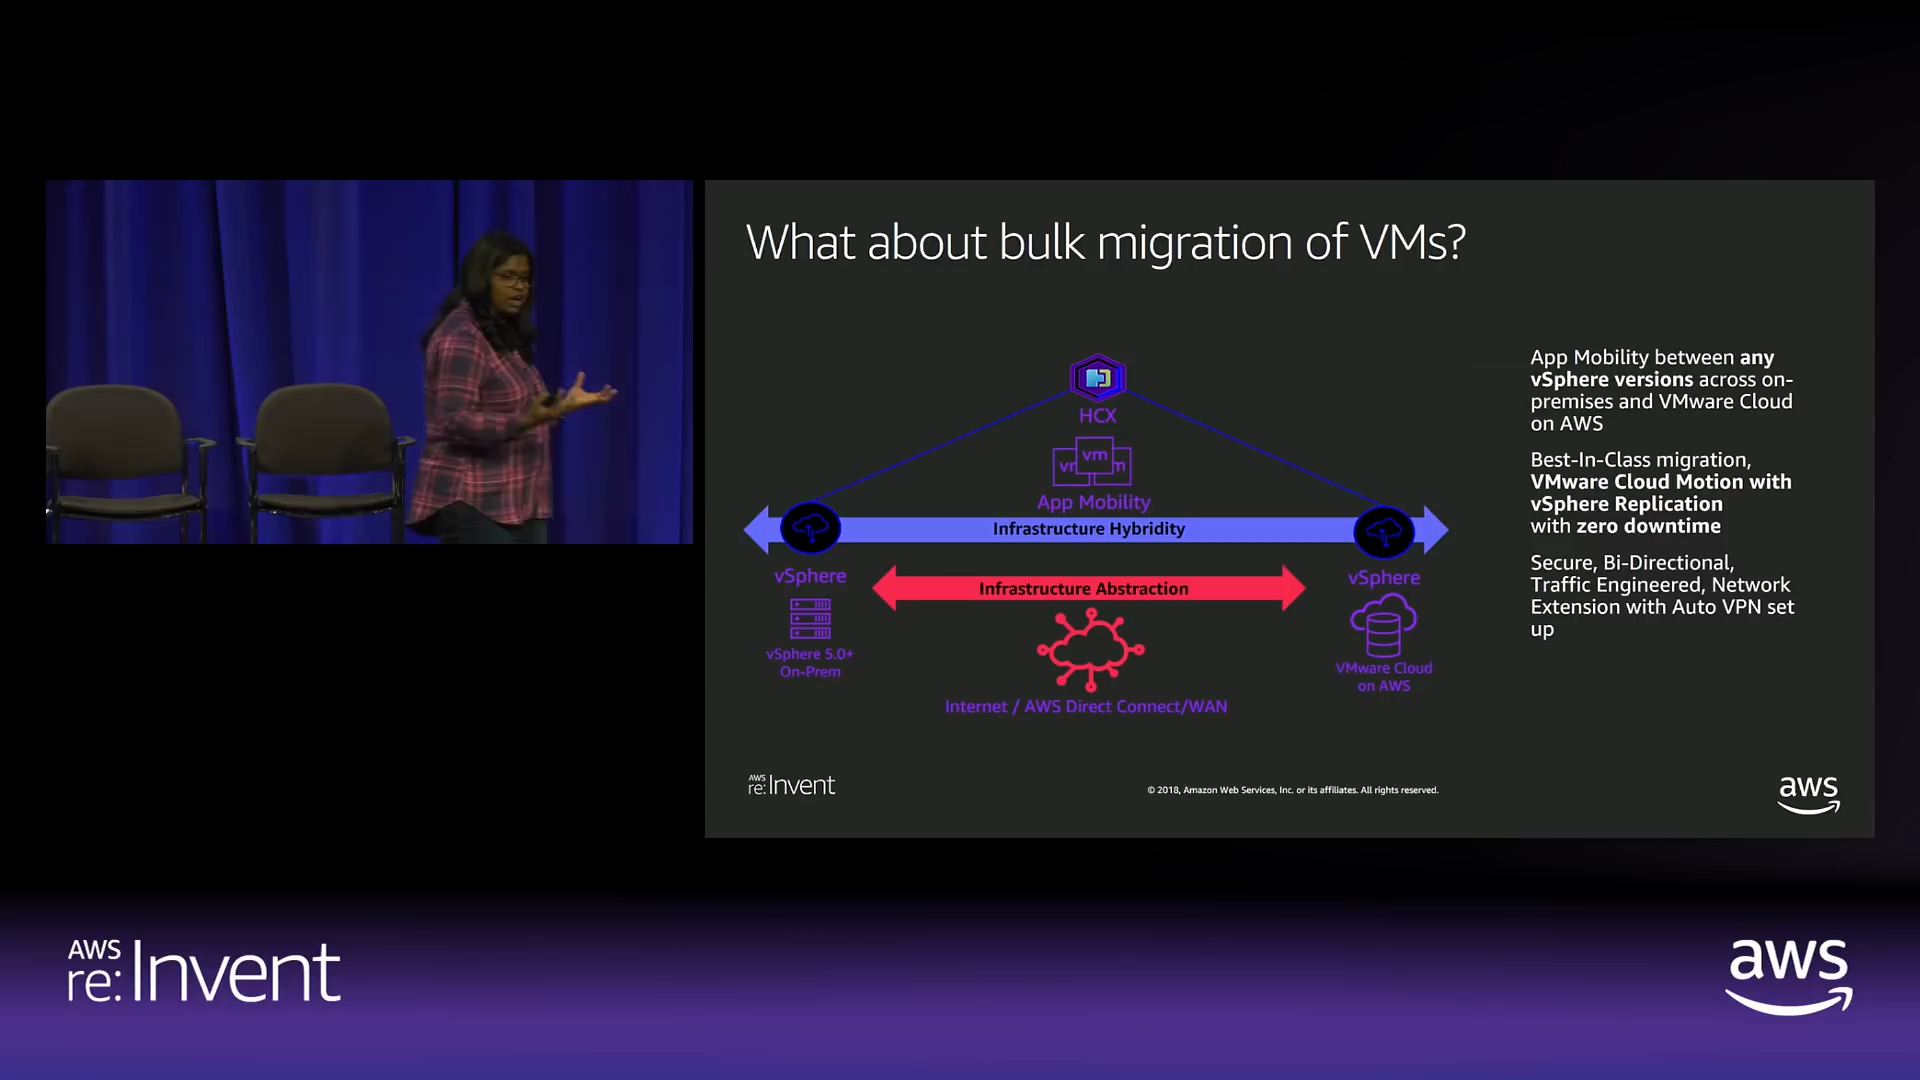 What about bulk migration of VMs?
HCX
vm
App Mobility
Infrastructure Hybridity
vSphere
vSphere
Infrastructure Abstraction
vSphere 5.0+
On-Prem
VMware Cloud
on AWS
Internet / AWS Direct Connect/WAN
App Mobility between any
vSphere versions across on-
premises and VMware Cloud
on AWS
Best-In-Class migration,
VMware Cloud Motion with
vSphere Replication
with zero downtime
Secure, Bi-Directional,
Traffic Engineered, Network
Extension with Auto VPN set
up
AWS
re:Invent
© 2018, Amazon Web Services, Inc. or its affiliates. All rights reserved.
aws
AWS
re:Invent
aws